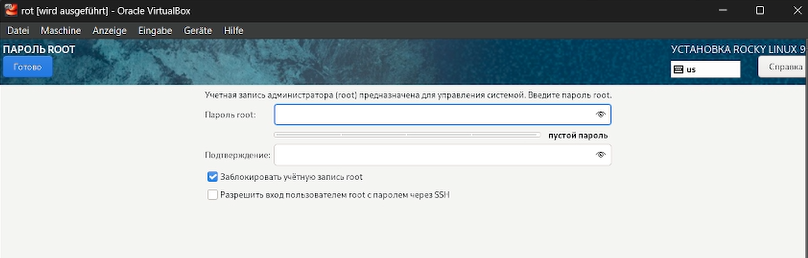 rot [wird ausgeführt] - Oracle VirtualBox
Datei Maschine Anzeige Eingabe Geräte Hilfe
ПАРОЛЬ ROOT
УСТАНОВКА ROCKY LINUX 9
Готово
us
Справка
Учетная запись администратора (root) предназначена для управления системой. Введите пароль root.
Пароль root:
пустой пароль
Подтверждение:
Заблокировать учётную запись root
Разрешить вход пользователем root с паролем через SSH